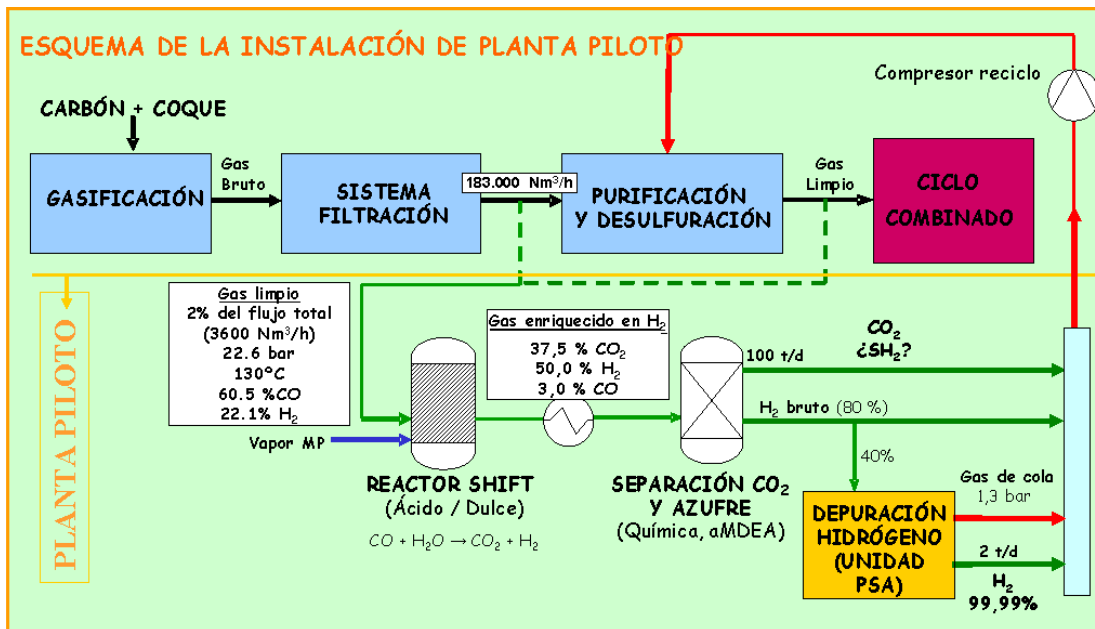 ESQUEMA DE LA INSTALACIÓN DE PLANTA PILOTO
Compresor reciclo
CARBÓN + COQUE
GASIFICACIÓN
Gas
Bruto
SISTEMA
FILTRACIÓN
183.000 Nm³/h
PURIFICACIÓN
Y DESULFURACIÓN
Gas
Limpio
CICLO
COMBINADO
PLANTA PILOTO
Gas limpio
2% del flujo total
(3600 Nm³/h)
22.6 bar
130ºC
60.5 %CO
22.1% H₂
Vapor MP
REACTOR SHIFT
(Ácido / Dulce)
CO + H₂O → CO₂ + H₂
Gas enriquecido en H₂
37,5 % CO₂
50,0 % H₂
3,0 % CO
SEPARACIÓN CO₂
Y AZUFRE
(Química, aMDEA)
100 t/d
CO₂
¿SH₂?
H₂ bruto (80 %)
40%
DEPURACIÓN
HIDRÓGENO
(UNIDAD
PSA)
Gas de cola
1,3 bar
2 t/d
H₂
99,99%